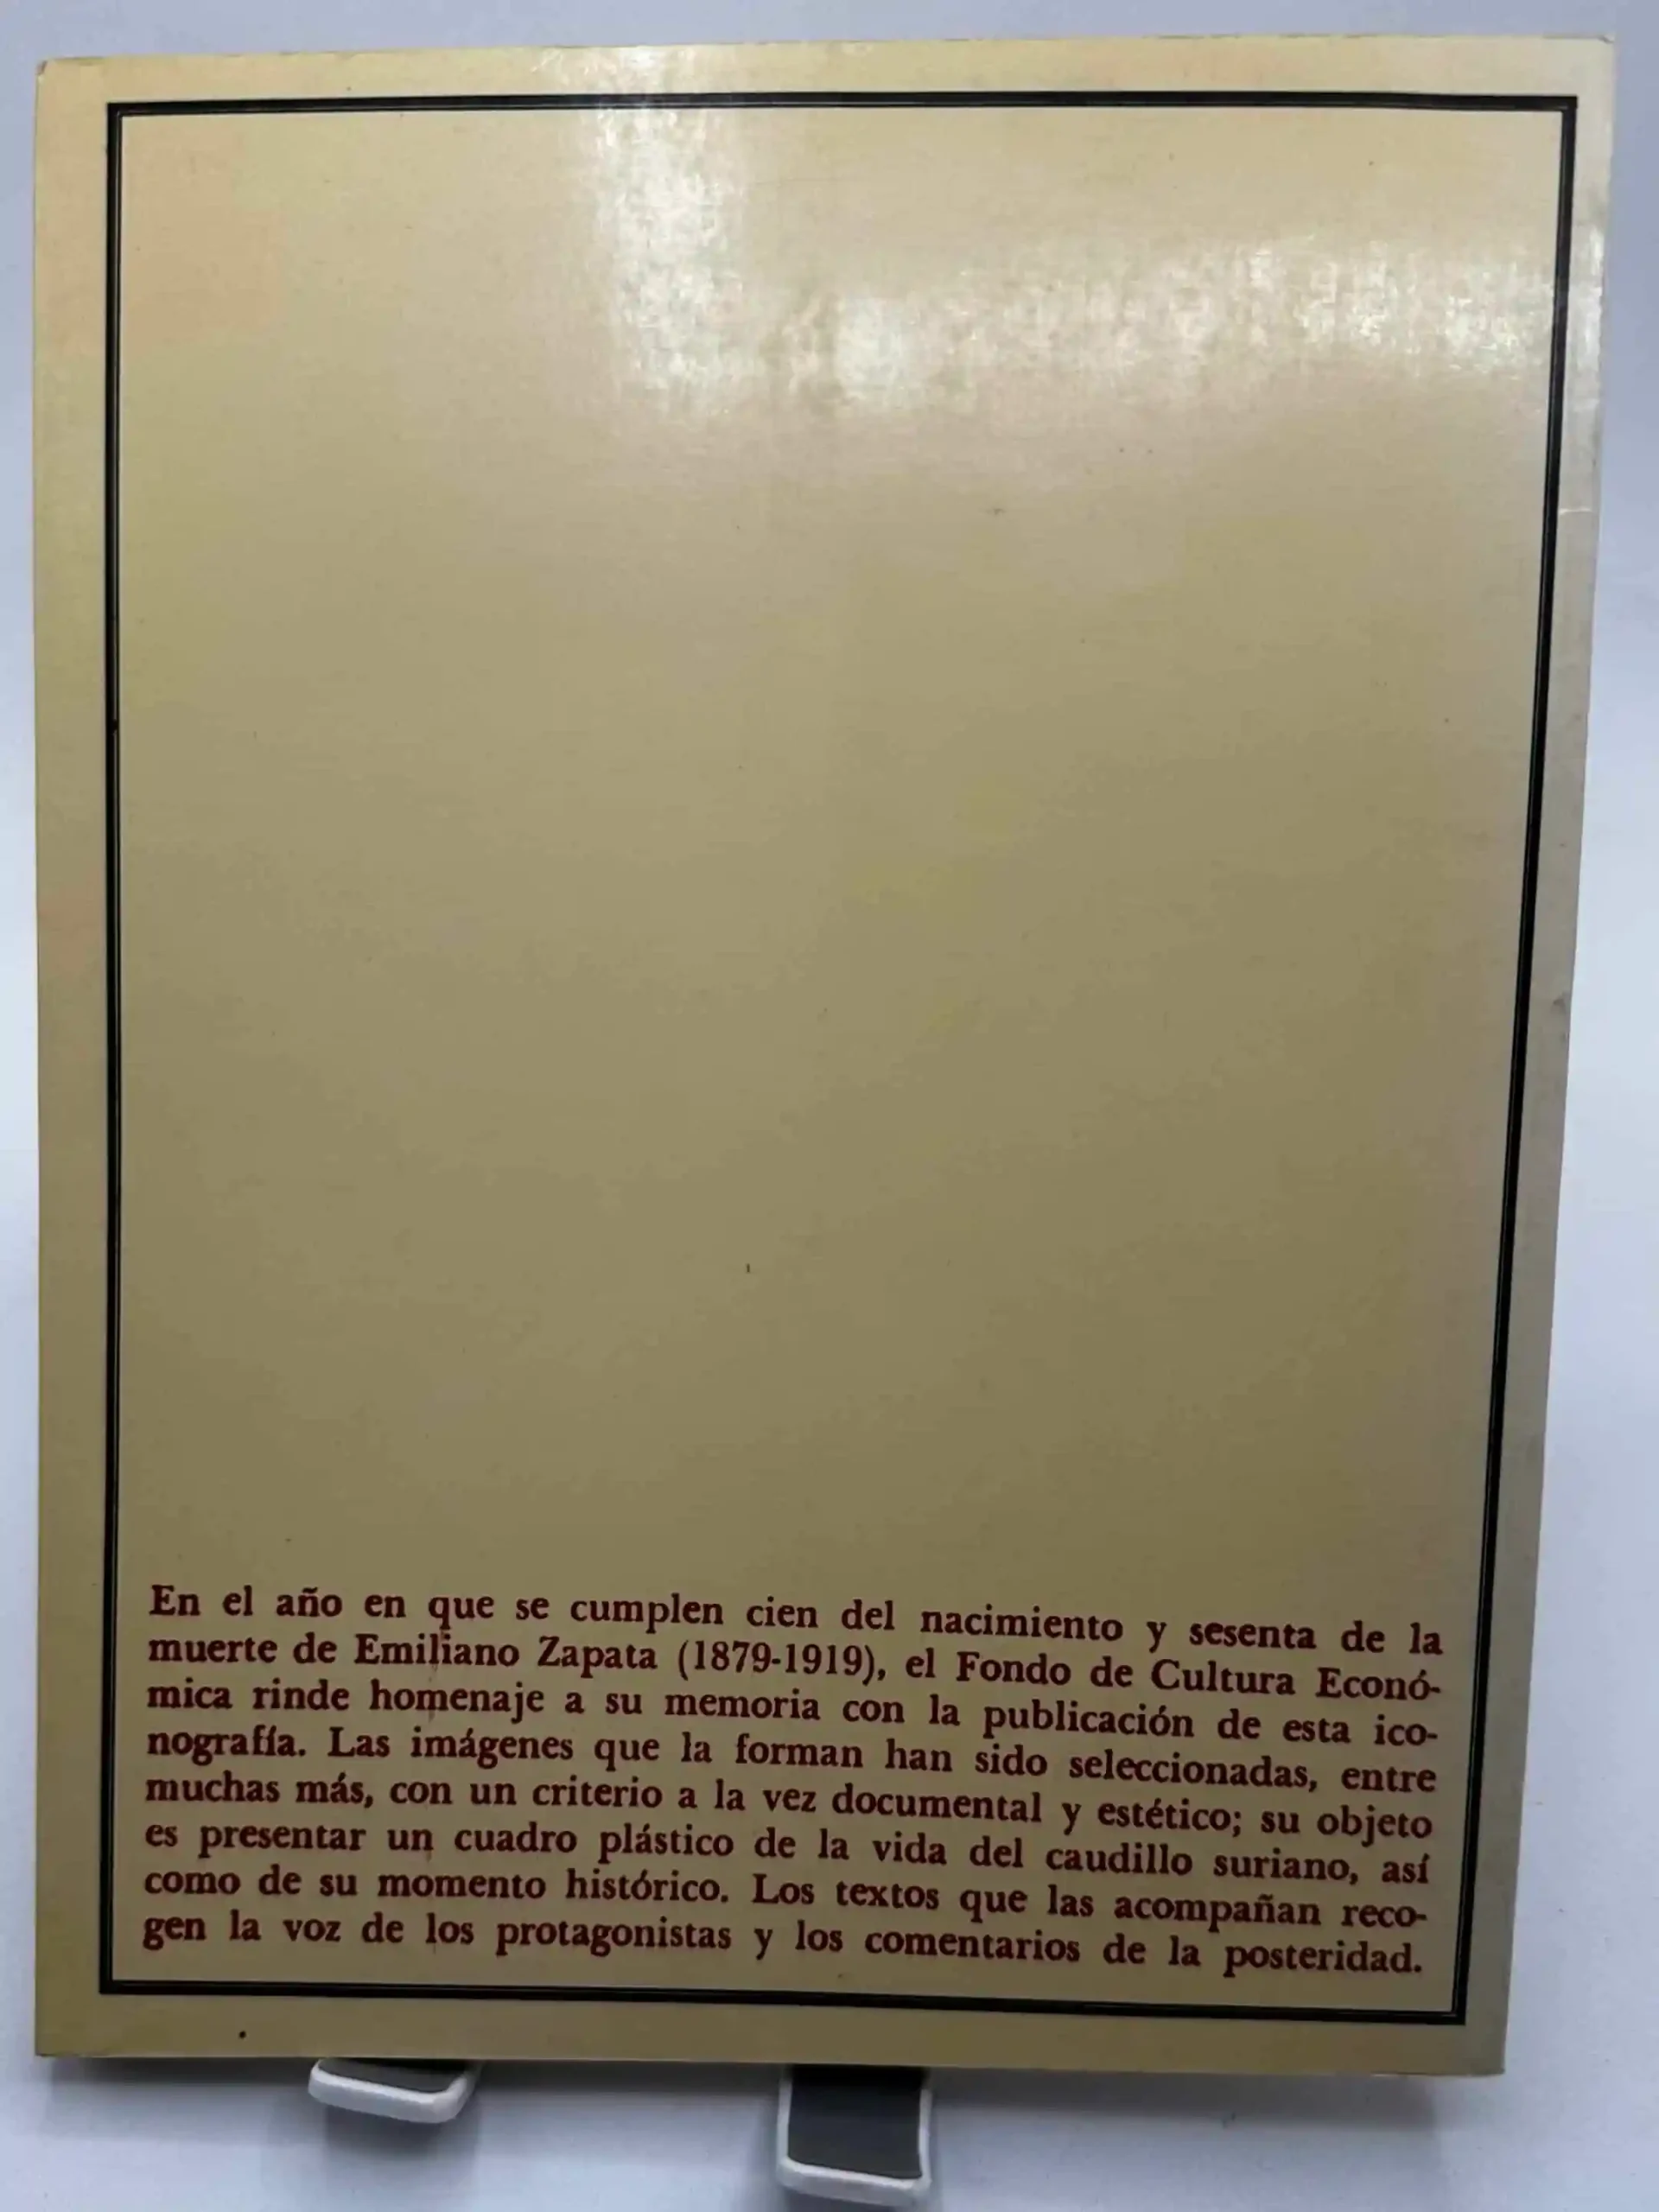 En el año en que se cumplen cien del nacimiento y sesenta de la
muerte de Emiliano Zapata (1879-1919), el Fondo de Cultura Econó-
mica rinde homenaje a su memoria con la publicación de esta ico-
nografía. Las imágenes que la forman han sido seleccionadas, entre
muchas más, con un criterio a la vez documental y estético; su objeto
es presentar un cuadro plástico de la vida del caudillo suriano, así
como de su momento histórico. Los textos que las acompañan reco-
gen la voz de los protagonistas y los comentarios de la posteridad.